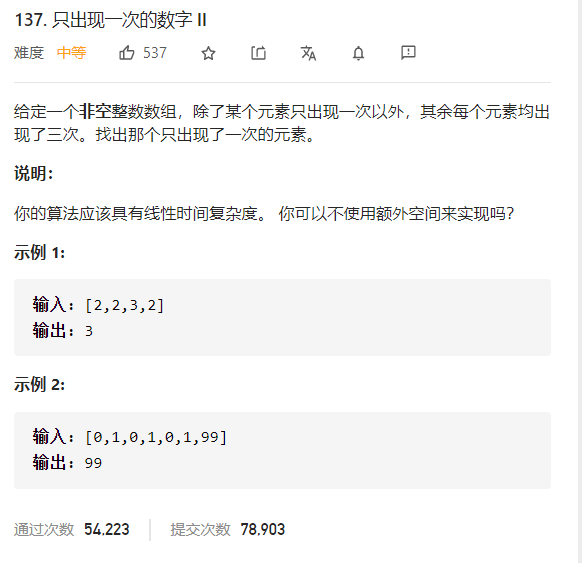 137. 只出现一次的数字 II
难度 中等 537
给定一个非空整数数组，除了某个元素只出现一次以外，其余每个元素均出
现了三次。找出那个只出现了一次的元素。
说明：
你的算法应该具有线性时间复杂度。 你可以不使用额外空间来实现吗？
示例 1:
输入: [2,2,3,2]
输出: 3
示例 2:
输入: [0,1,0,1,0,1,99]
输出: 99
通过次数 54,223 提交次数 78,903